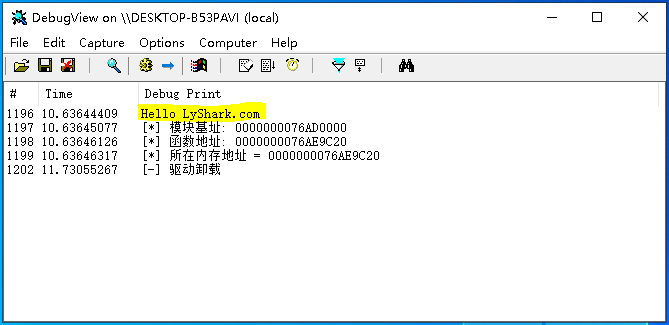 DebugView on \\DESKTOP-B53PAVI (local)
File Edit Capture Options Computer Help
# Time Debug Print
1196 10.63644409 Hello LyShark.com
1197 10.63645077 [*] 模块基址: 0000000076AD0000
1198 10.63646126 [*] 函数地址: 0000000076AE9C20
1199 10.63646317 [*] 所在内存地址 = 0000000076AE9C20
1202 11.73055267 [-] 驱动卸载